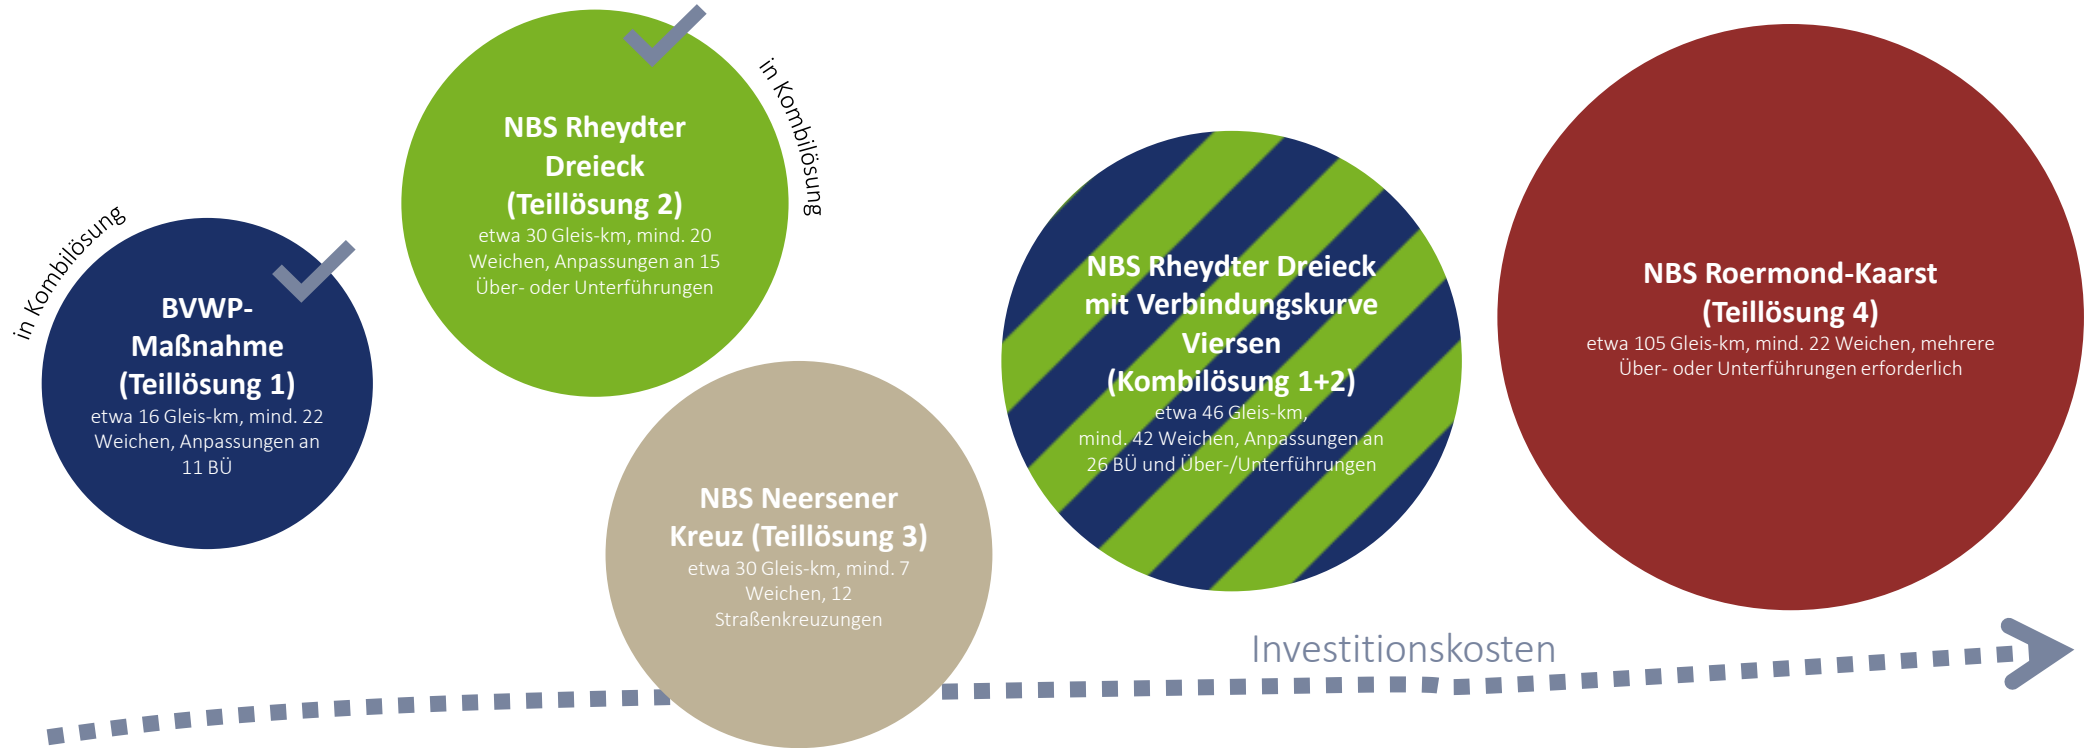 in Kombilösung
BVWP-
Maßnahme
(Teillösung 1)
etwa 16 Gleis-km, mind. 22
Weichen, Anpassungen an
11 BÜ
NBS Rheydter
Dreieck
(Teillösung 2)
etwa 30 Gleis-km, mind. 20
Weichen, Anpassungen an 15
Über- oder Unterführungen
in Kombilösung
NBS Neersener
Kreuz (Teillösung 3)
etwa 30 Gleis-km, mind. 7
Weichen, 12
Straßenkreuzungen
NBS Rheydter Dreieck
mit Verbindungskurve
Viersen
(Kombilösung 1+2)
etwa 46 Gleis-km,
mind. 42 Weichen, Anpassungen an
26 BÜ und Über-/Unterführungen
NBS Roermond-Kaarst
(Teillösung 4)
etwa 105 Gleis-km, mind. 22 Weichen, mehrere
Über- oder Unterführungen erforderlich
Investitionskosten